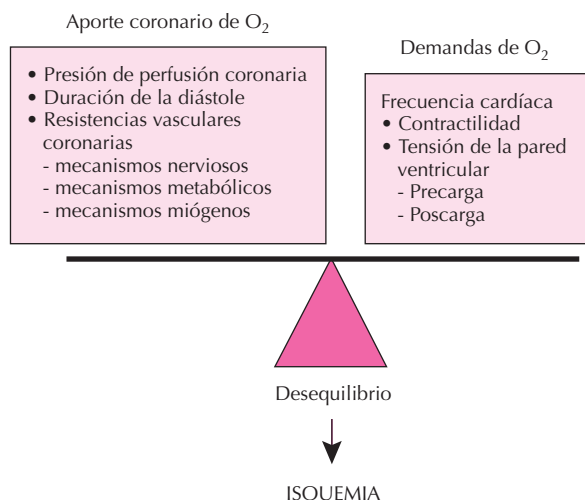 Aporte coronario de O₂
• Presión de perfusión coronaria
• Duración de la diástole
• Resistencias vasculares
coronarias
- mecanismos nerviosos
- mecanismos metabólicos
- mecanismos miógenos
Demandas de O₂
Frecuencia cardíaca
• Contractilidad
• Tensión de la pared
ventricular
- Precarga
- Poscarga
Desequilibrio
ISQUEMIA